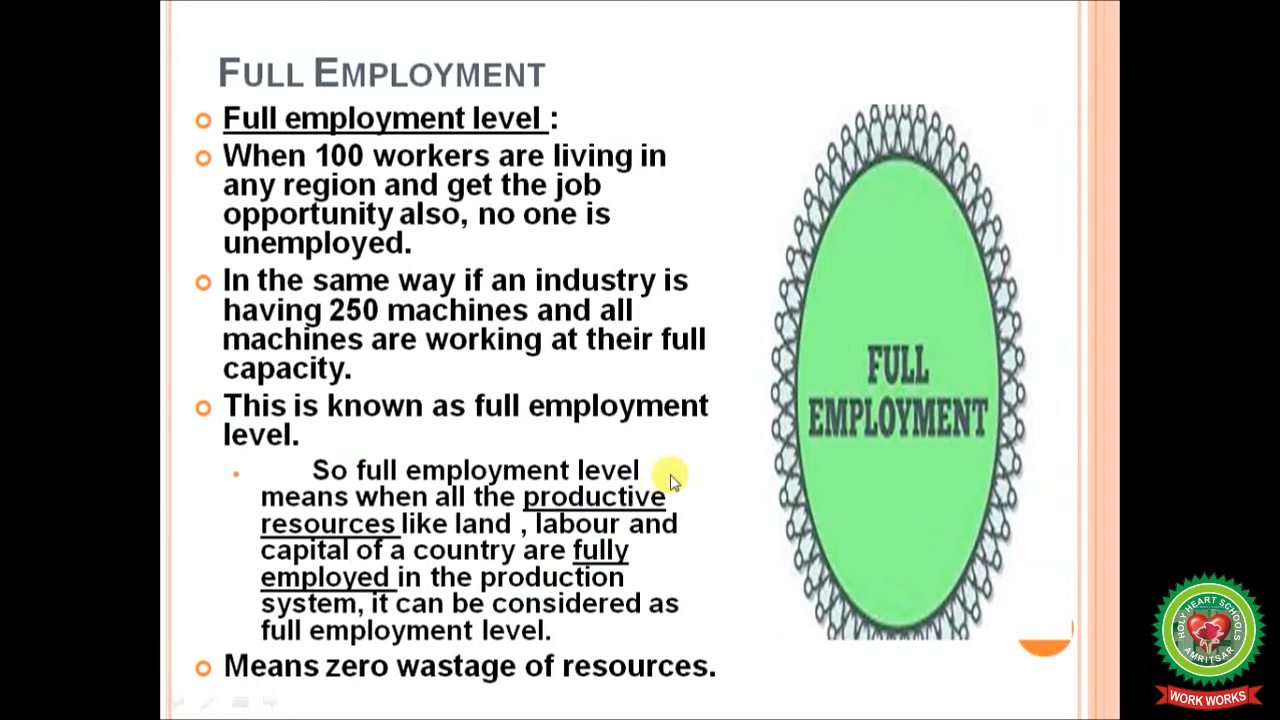 FULL EMPLOYMENT
Full employment level :
When 100 workers are living in
any region and get the job
opportunity also, no one is
unemployed.
In the same way if an industry is
having 250 machines and all
machines are working at their full
capacity.
This is known as full employment
level.
So full employment level
means when all the productive
resources like land , labour and
capital of a country are fully
employed in the production
system, it can be considered as
full employment level.
Means zero wastage of resources.
FULL
EMPLOYMENT
HOLY HEART SCHOOLS
AMRITSAR
WORK WORKS